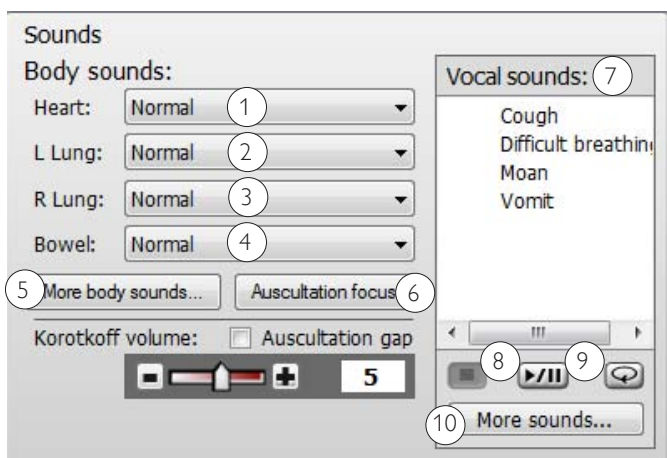 Sounds
Body sounds:
Heart: Normal 1
L Lung: Normal 2
R Lung: Normal 3
Bowel: Normal 4
5 More body sounds... Auscultation focus 6
Korotkoff volume: Auscultation gap
5
Vocal sounds: 7
Cough
Difficult breathing
Moan
Vomit
8 9
10 More sounds...